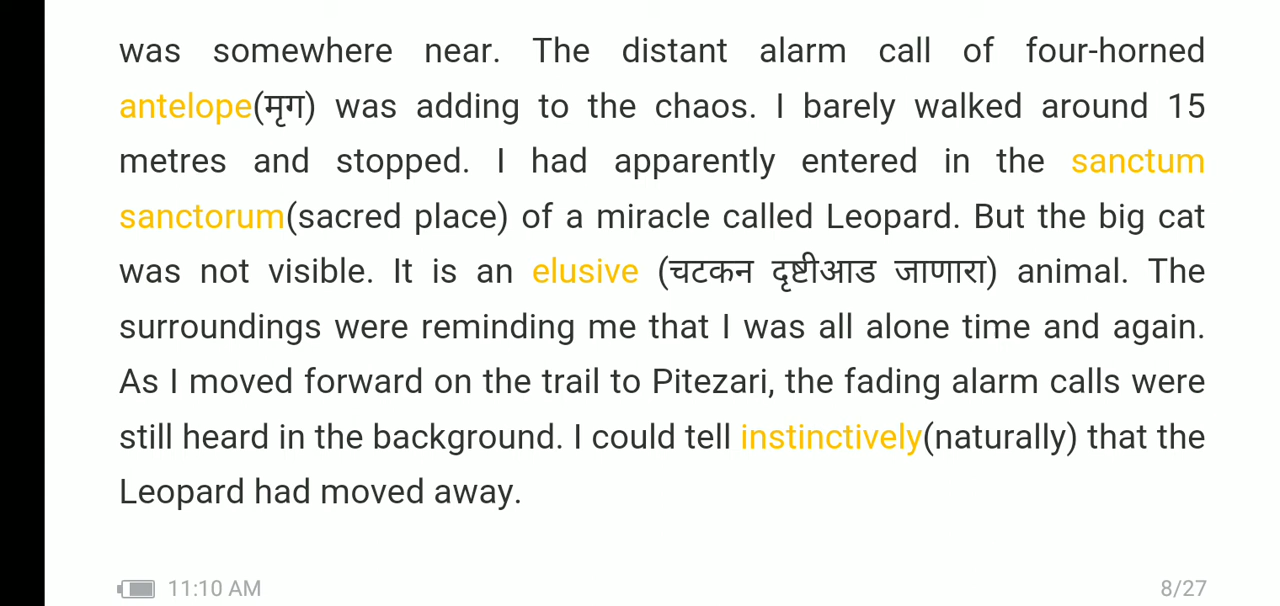 was somewhere near. The distant alarm call of four-horned
antelope(मृग) was adding to the chaos. I barely walked around 15
metres and stopped. I had apparently entered in the sanctum
sanctorum(sacred place) of a miracle called Leopard. But the big cat
was not visible. It is an elusive (चटकन दृष्टीआड जाणारा) animal. The
surroundings were reminding me that I was all alone time and again.
As I moved forward on the trail to Pitezari, the fading alarm calls were
still heard in the background. I could tell instinctively(naturally) that the
Leopard had moved away.
11:10 AM 8/27